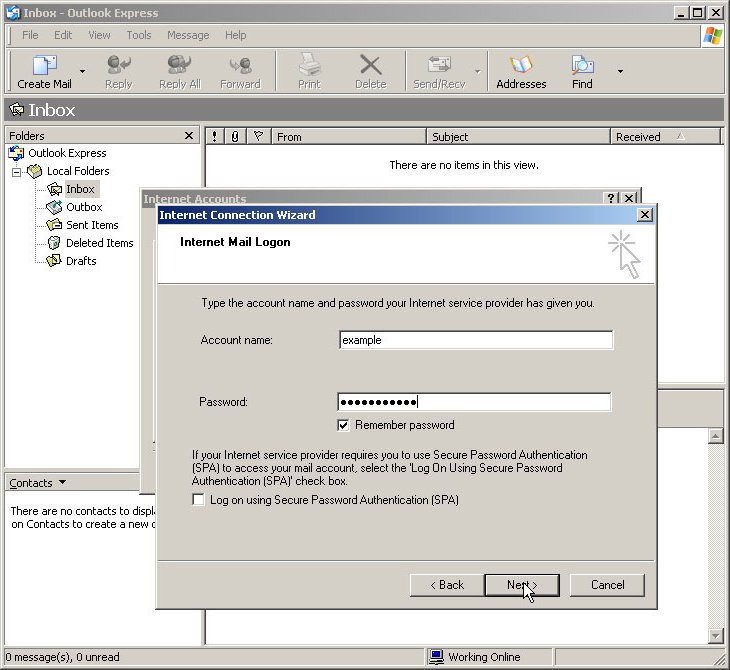 Inbox - Outlook Express
File Edit View Tools Message Help
Create Mail Reply Reply All Forward Print Delete Send/Recv Addresses Find
Inbox
Folders
! From Subject Received
Outlook Express
Local Folders
Inbox
Outbox
Sent Items
Deleted Items
Drafts
There are no items in this view.
Internet Accounts
Internet Connection Wizard
Internet Mail Logon
Type the account name and password your Internet service provider has given you.
Account name: example
Password: ●●●●●●●●●●●
Remember password
If your Internet service provider requires you to use Secure Password Authentication
(SPA) to access your mail account, select the 'Log On Using Secure Password
Authentication (SPA)' check box.
Log on using Secure Password Authentication (SPA)
< Back Next > Cancel
Contacts
There are no contacts to
on Contacts to create a new
0 message(s), 0 unread
Working Online